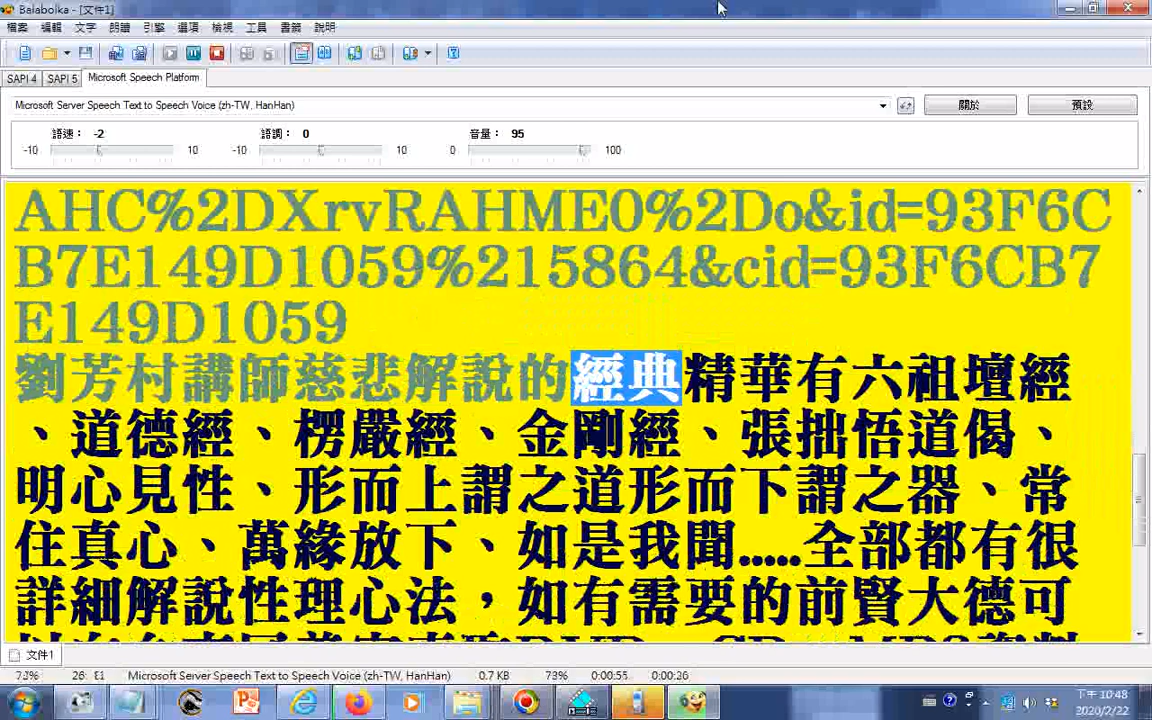 Balabolka - [文件1]
檔案 編輯 文字 朗讀 引擎 選項 檢視 工具 書籤 說明
SAPI 4 SAPI 5 Microsoft Speech Platform
Microsoft Server Speech Text to Speech Voice (zh-TW, HanHan) 關於 預設
語速： -2 語調： 0 音量： 95
-10 10 -10 10 0 100
AHC%2DXrvRAHME0%2Do&id=93F6C
B7E149D1059%215864&cid=93F6CB7
E149D1059
劉芳村講師慈悲解說的經典精華有六祖壇經
、道德經、楞嚴經、金剛經、張拙悟道偈、
明心見性、形而上謂之道形而下謂之器、常
住真心、萬緣放下、如是我聞.....全部都有很
詳細解說性理心法，如有需要的前賢大德可
文件1
Microsoft Server Speech Text to Speech Voice (zh-TW, HanHan) 0.7 KB 73% 0:00:55 0:00:26
下午 10:48
2020/2/22